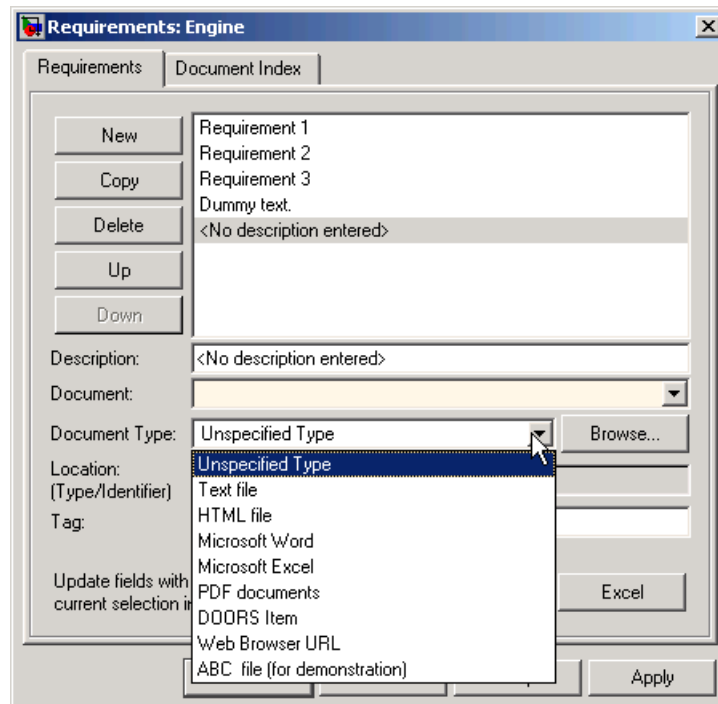 Requirements: Engine
Requirements
Document Index
New
Copy
Delete
Up
Down
Requirement 1
Requirement 2
Requirement 3
Dummy text.
<No description entered>
Description:
<No description entered>
Document:
Document Type:
Unspecified Type
Browse...
Location:
(Type/Identifier)
Tag:
Unspecified Type
Text file
HTML file
Microsoft Word
Microsoft Excel
PDF documents
DOORS Item
Web Browser URL
ABC file (for demonstration)
Update fields with
current selection
Excel
Apply